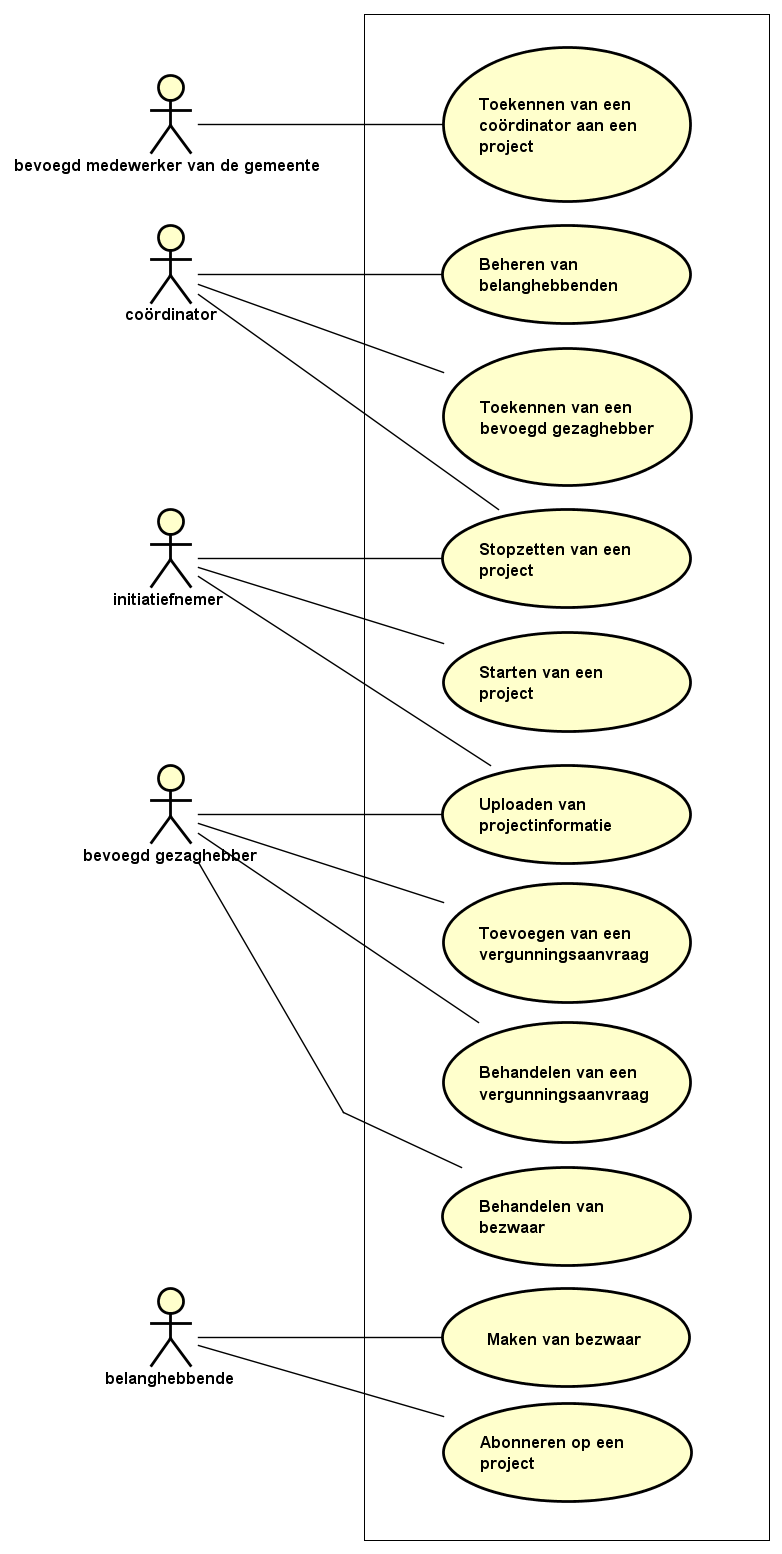 Toekennen van een
coördinator aan een
project
bevoegd medewerker van de gemeente
Beheren van
belanghebbenden
coördinator
Toekennen van een
bevoegd gezaghebber
Stopzetten van een
project
initiatiefnemer
Starten van een
project
Uploaden van
projectinformatie
bevoegd gezaghebber
Toevoegen van een
vergunningsaanvraag
Behandelen van een
vergunningsaanvraag
Behandelen van
bezwaar
Maken van bezwaar
belanghebbende
Abonneren op een
project